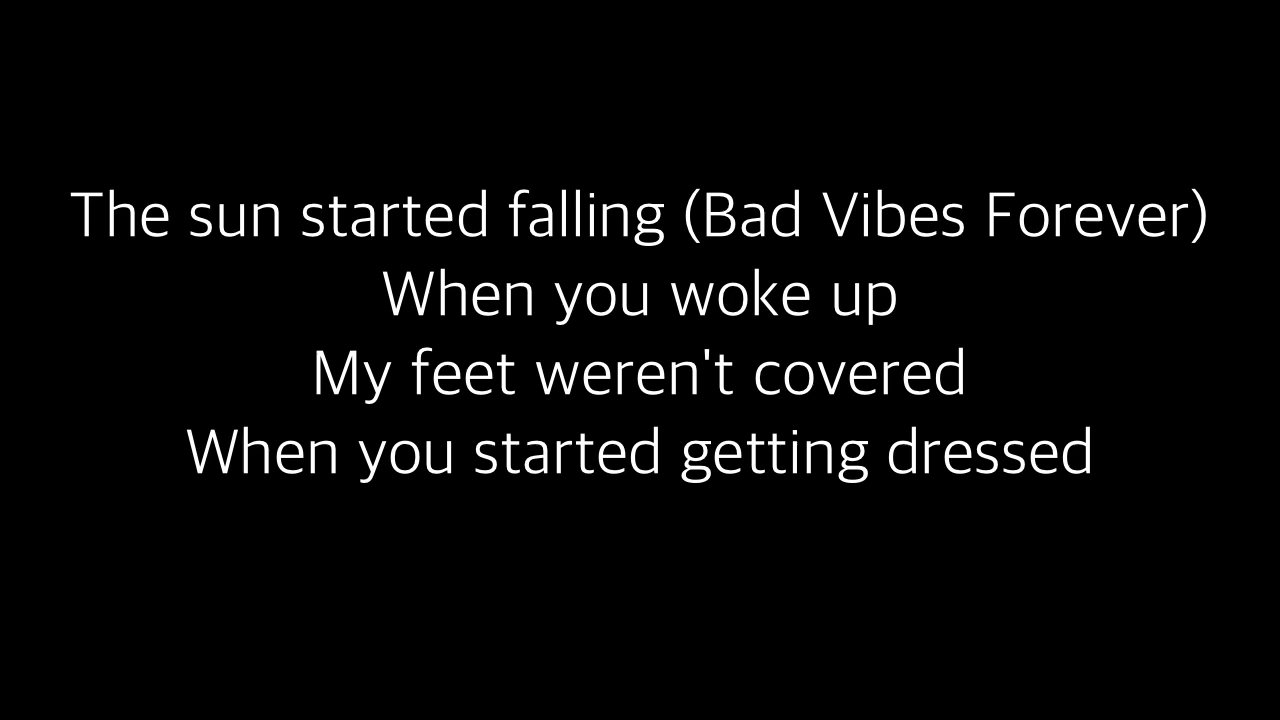 The sun started falling (Bad Vibes Forever)
When you woke up
My feet weren't covered
When you started getting dressed